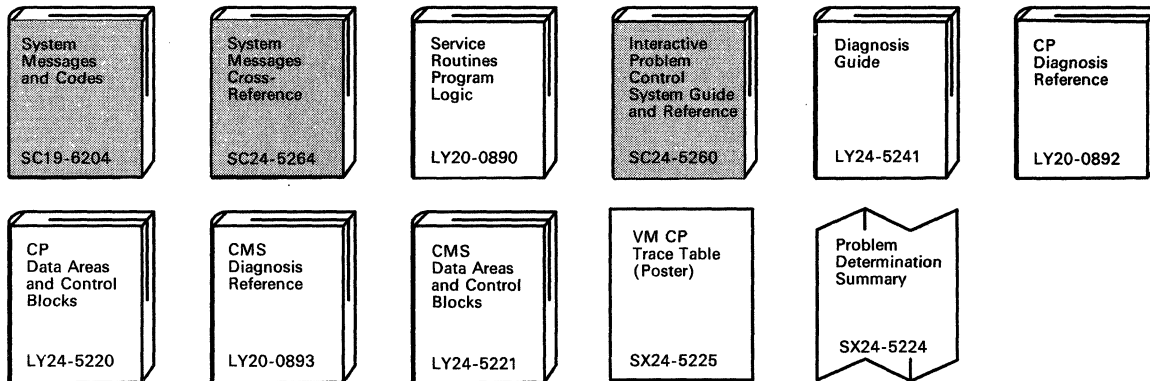 System
Messages
and Codes
SC19-6204
System
Messages
Cross-
Reference
SC24-5264
Service
Routines
Program
Logic
LY20-0890
Interactive
Problem
Control
System Guide
and Reference
SC24-5260
Diagnosis
Guide
LY24-5241
CP
Diagnosis
Reference
LY20-0892
CP
Data Areas
and Control
Blocks
LY24-5220
CMS
Diagnosis
Reference
LY20-0893
CMS
Data Areas
and Control
Blocks
LY24-5221
VM CP
Trace Table
(Poster)
SX24-5225
Problem
Determination
Summary
SX24-5224